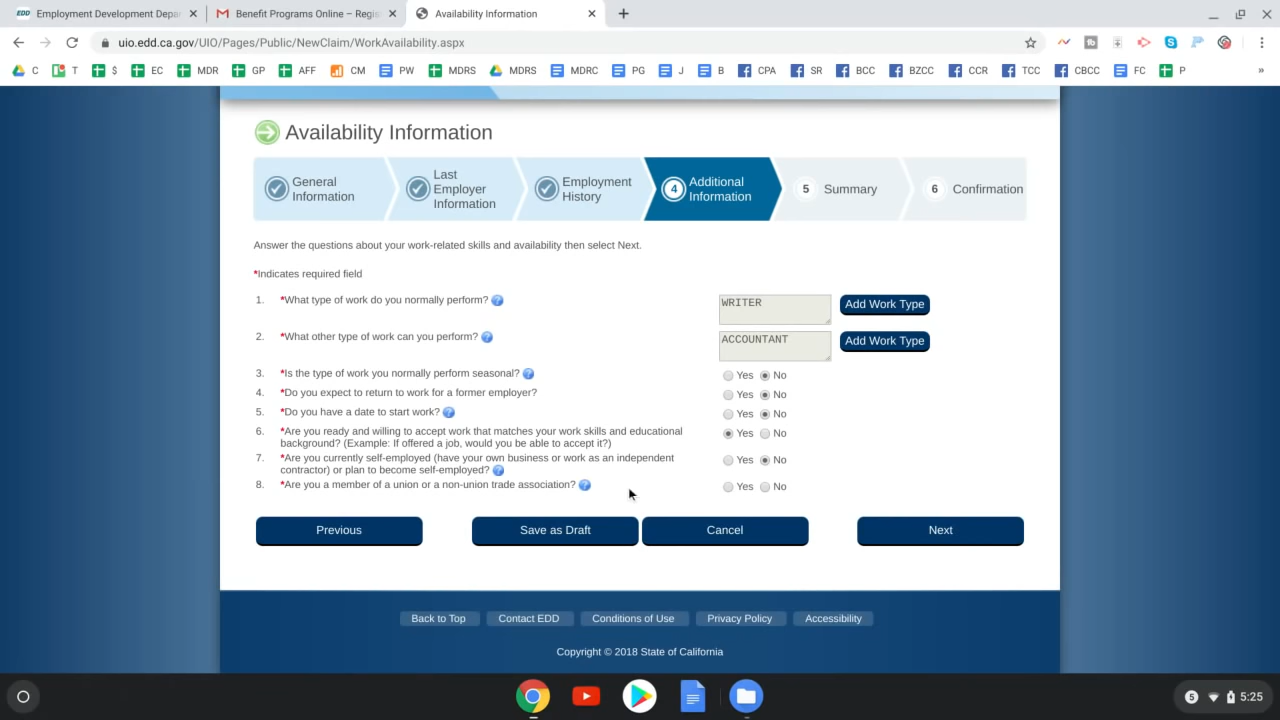 Employment Development Depa
Benefit Programs Online – Regis
Availability Information
uio.edd.ca.gov/UIO/Pages/Public/NewClaim/WorkAvailability.aspx
C T $ EC MDR GP AFF CM PW MDRS MDRS MDRC PG J B CPA SR BCC BZCC CCR TCC CBCC FC P »
Availability Information
General Information
Last Employer Information
Employment History
4 Additional Information
5 Summary
6 Confirmation
Answer the questions about your work-related skills and availability then select Next.
*Indicates required field
1. *What type of work do you normally perform? ? WRITER Add Work Type
2. *What other type of work can you perform? ? ACCOUNTANT Add Work Type
3. *Is the type of work you normally perform seasonal? ? Yes No
4. *Do you expect to return to work for a former employer? Yes No
5. *Do you have a date to start work? ? Yes No
6. *Are you ready and willing to accept work that matches your work skills and educational
background? (Example: If offered a job, would you be able to accept it?) Yes No
7. *Are you currently self-employed (have your own business or work as an independent
contractor) or plan to become self-employed? ? Yes No
8. *Are you a member of a union or a non-union trade association? ? Yes No
Previous Save as Draft Cancel Next
Back to Top Contact EDD Conditions of Use Privacy Policy Accessibility
Copyright © 2018 State of California
5 5:25